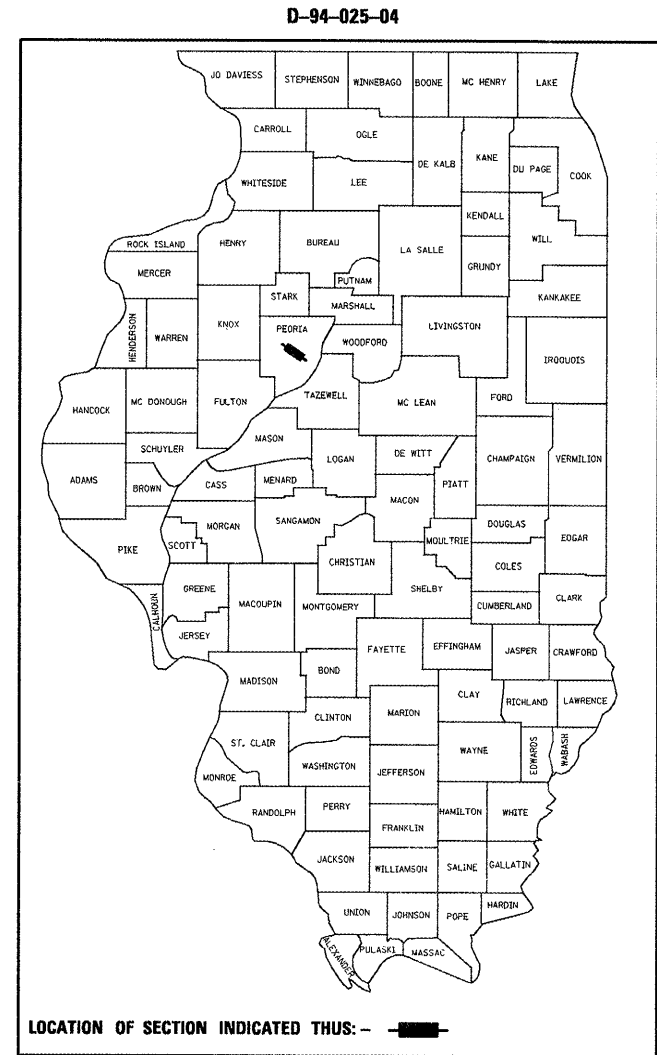 D-94-025-04
JO DAVIESS
STEPHENSON
WINNEBAGO
BOONE
MC HENRY
LAKE
CARROLL
OGLE
DE KALB
KANE
DU PAGE
COOK
WHITESIDE
LEE
KENDALL
WILL
ROCK ISLAND
HENRY
BUREAU
LA SALLE
GRUNDY
MERCER
PUTNAM
STARK
KANKAKEE
MARSHALL
HENDERSON
WARREN
KNOX
PEORIA
WOODFORD
LIVINGSTON
IROQUOIS
HANCOCK
MC DONOUGH
FULTON
TAZEWELL
MC LEAN
FORD
MASON
SCHUYLER
LOGAN
DE WITT
CHAMPAIGN
VERMILION
ADAMS
BROWN
CASS
MENARD
PIATT
MACON
MORGAN
SANGAMON
DOUGLAS
PIKE
SCOTT
MOULTRIE
EDGAR
CHRISTIAN
COLES
CALHOUN
GREENE
MACOUPIN
MONTGOMERY
SHELBY
CUMBERLAND
CLARK
JERSEY
FAYETTE
EFFINGHAM
JASPER
CRAWFORD
MADISON
BOND
CLAY
RICHLAND
LAWRENCE
CLINTON
MARION
ST. CLAIR
WAYNE
EDWARDS
WABASH
MONROE
WASHINGTON
JEFFERSON
RANDOLPH
PERRY
HAMILTON
WHITE
FRANKLIN
JACKSON
WILLIAMSON
SALINE
GALLATIN
UNION
JOHNSON
POPE
HARDIN
ALEXANDER
PULASKI
MASSAC
LOCATION OF SECTION INDICATED THUS: -